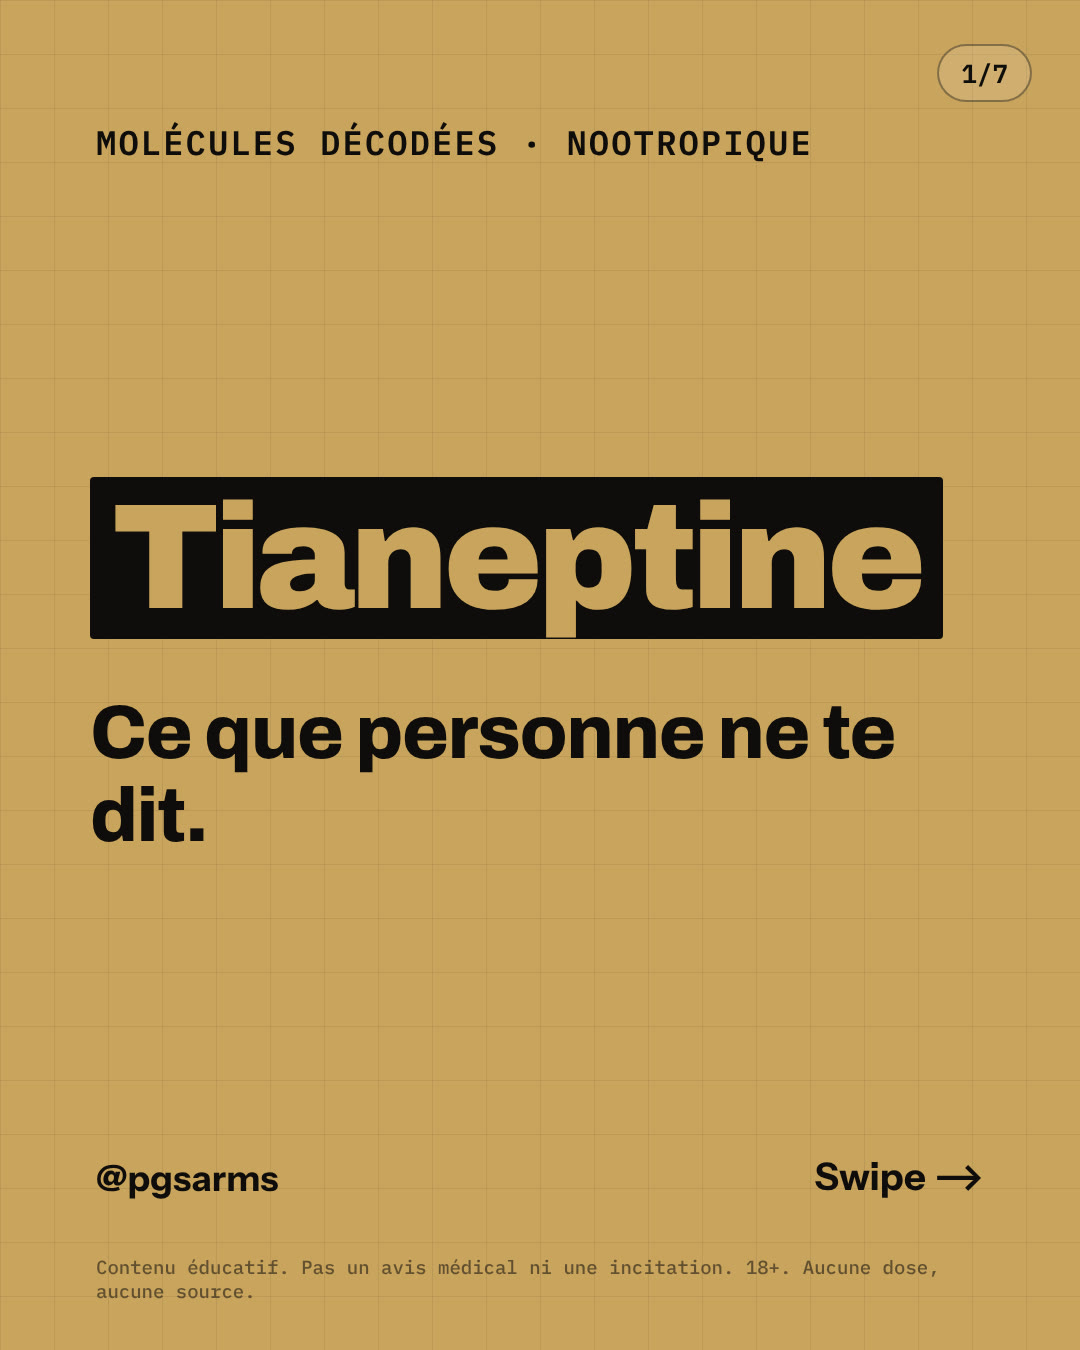 1/7
MOLÉCULES DÉCODÉES · NOOTROPIQUE
Tianeptine
Ce que personne ne te
dit.
@pgsarms
Swipe →
Contenu éducatif. Pas un avis médical ni une incitation. 18+. Aucune dose,
aucune source.